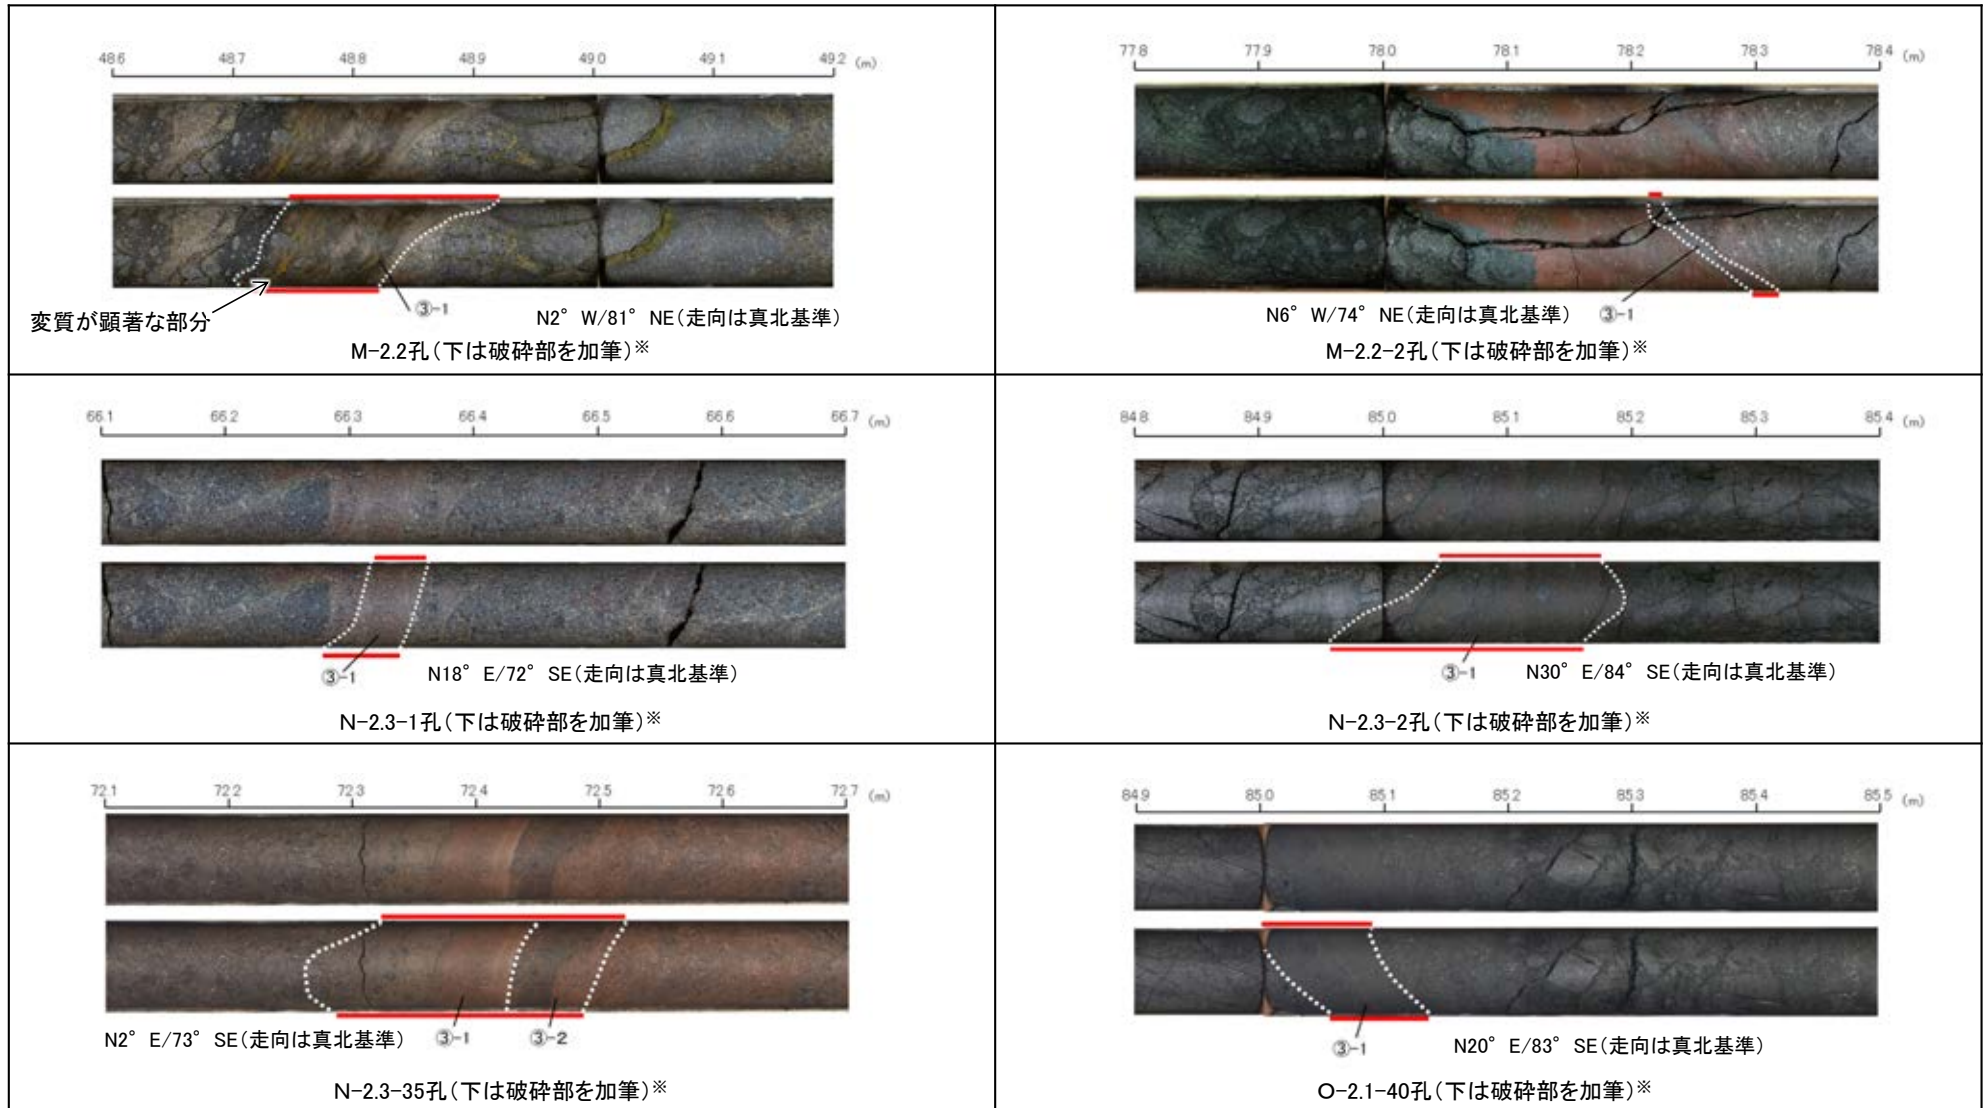 48.6 48.7 48.8 48.9 49.0 49.1 49.2 (m)
変質が顕著な部分
③-1
N2° W/81° NE(走向は真北基準)
M-2.2孔(下は破砕部を加筆)※
77.8 77.9 78.0 78.1 78.2 78.3 78.4 (m)
N6° W/74° NE(走向は真北基準) ③-1
M-2.2-2孔(下は破砕部を加筆)※
66.1 66.2 66.3 66.4 66.5 66.6 66.7 (m)
③-1 N18° E/72° SE(走向は真北基準)
N-2.3-1孔(下は破砕部を加筆)※
84.8 84.9 85.0 85.1 85.2 85.3 85.4 (m)
③-1 N30° E/84° SE(走向は真北基準)
N-2.3-2孔(下は破砕部を加筆)※
72.1 72.2 72.3 72.4 72.5 72.6 72.7 (m)
N2° E/73° SE(走向は真北基準) ③-1 ③-2
N-2.3-35孔(下は破砕部を加筆)※
84.9 85.0 85.1 85.2 85.3 85.4 85.5 (m)
③-1 N20° E/83° SE(走向は真北基準)
O-2.1-40孔(下は破砕部を加筆)※